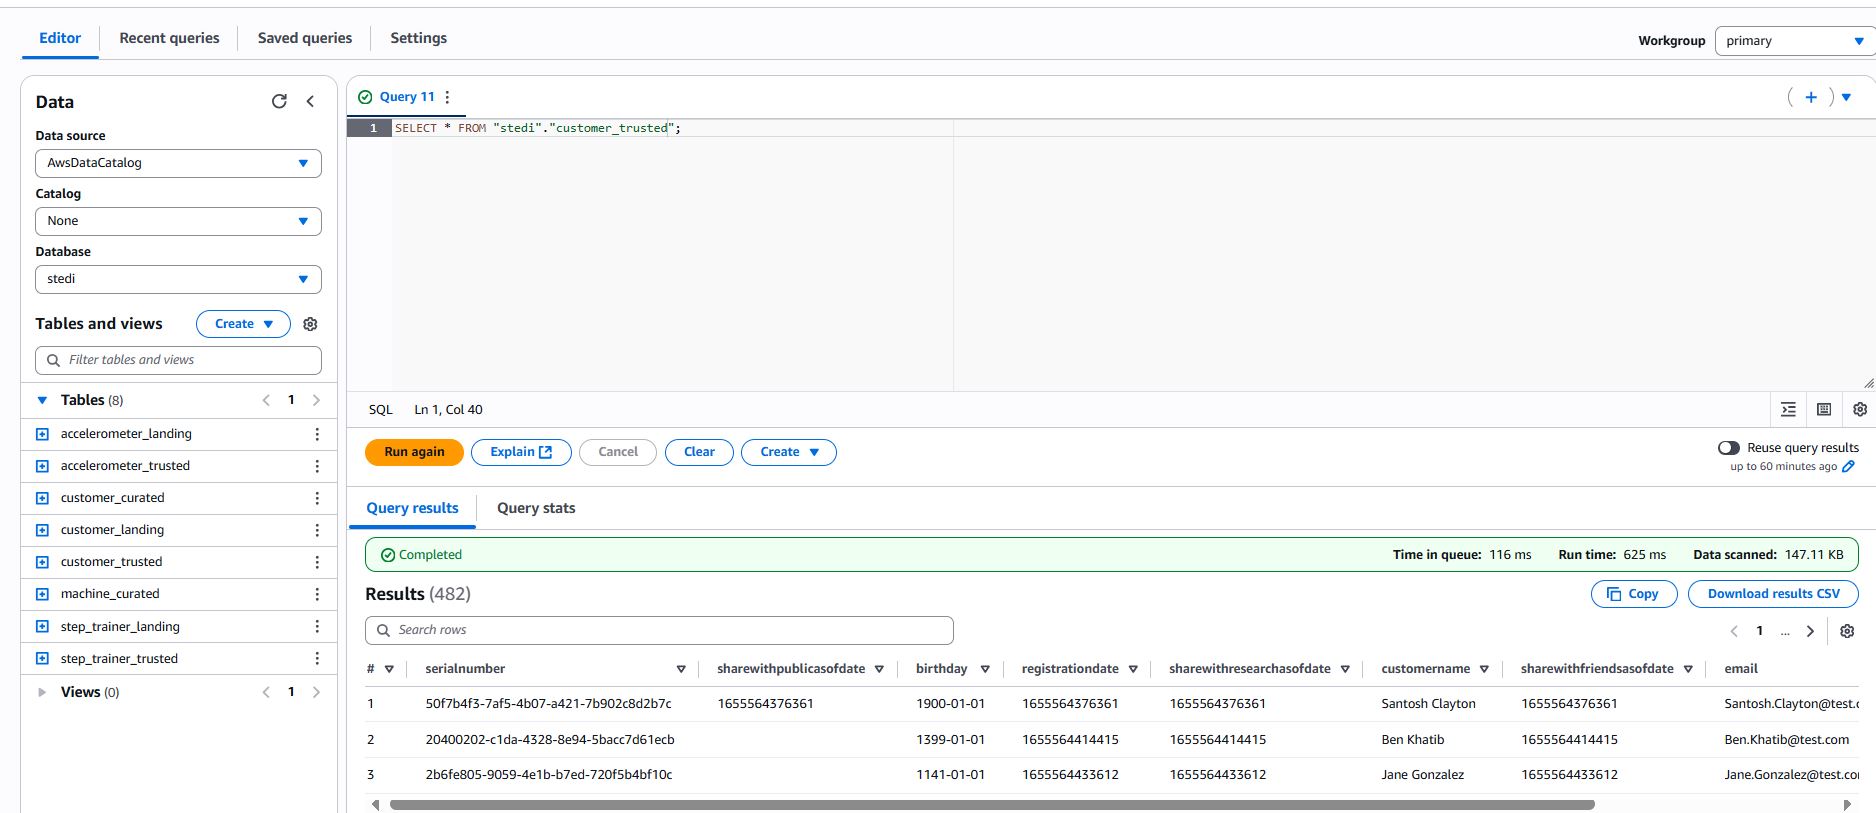 Editor Recent queries Saved queries Settings
Workgroup primary
Data
Data source
AwsDataCatalog
Catalog
None
Database
stedi
Tables and views Create
Filter tables and views
Tables (8) 1
accelerometer_landing
accelerometer_trusted
customer_curated
customer_landing
customer_trusted
machine_curated
step_trainer_landing
step_trainer_trusted
Views (0) 1
Query 11
1 SELECT * FROM "stedi"."customer_trusted";
SQL Ln 1, Col 40
Run again Explain Cancel Clear Create
Reuse query results
up to 60 minutes ago
Query results Query stats
Completed Time in queue: 116 ms Run time: 625 ms Data scanned: 147.11 KB
Results (482) Copy Download results CSV
Search rows
1 ...
# serialnumber sharewithpublicasofdate birthday registrationdate sharewithresearchasofdate customername sharewithfriendsasofdate email
1 50f7b4f3-7af5-4b07-a421-7b902c8d2b7c 1655564376361 1900-01-01 1655564376361 1655564376361 Santosh Clayton 1655564376361 Santosh.Clayton@test.c
2 20400202-c1da-4328-8e94-5bacc7d61ecb 1399-01-01 1655564414415 1655564414415 Ben Khatib 1655564414415 Ben.Khatib@test.com
3 2b6fe805-9059-4e1b-b7ed-720f5b4bf10c 1141-01-01 1655564433612 1655564433612 Jane Gonzalez 1655564433612 Jane.Gonzalez@test.co